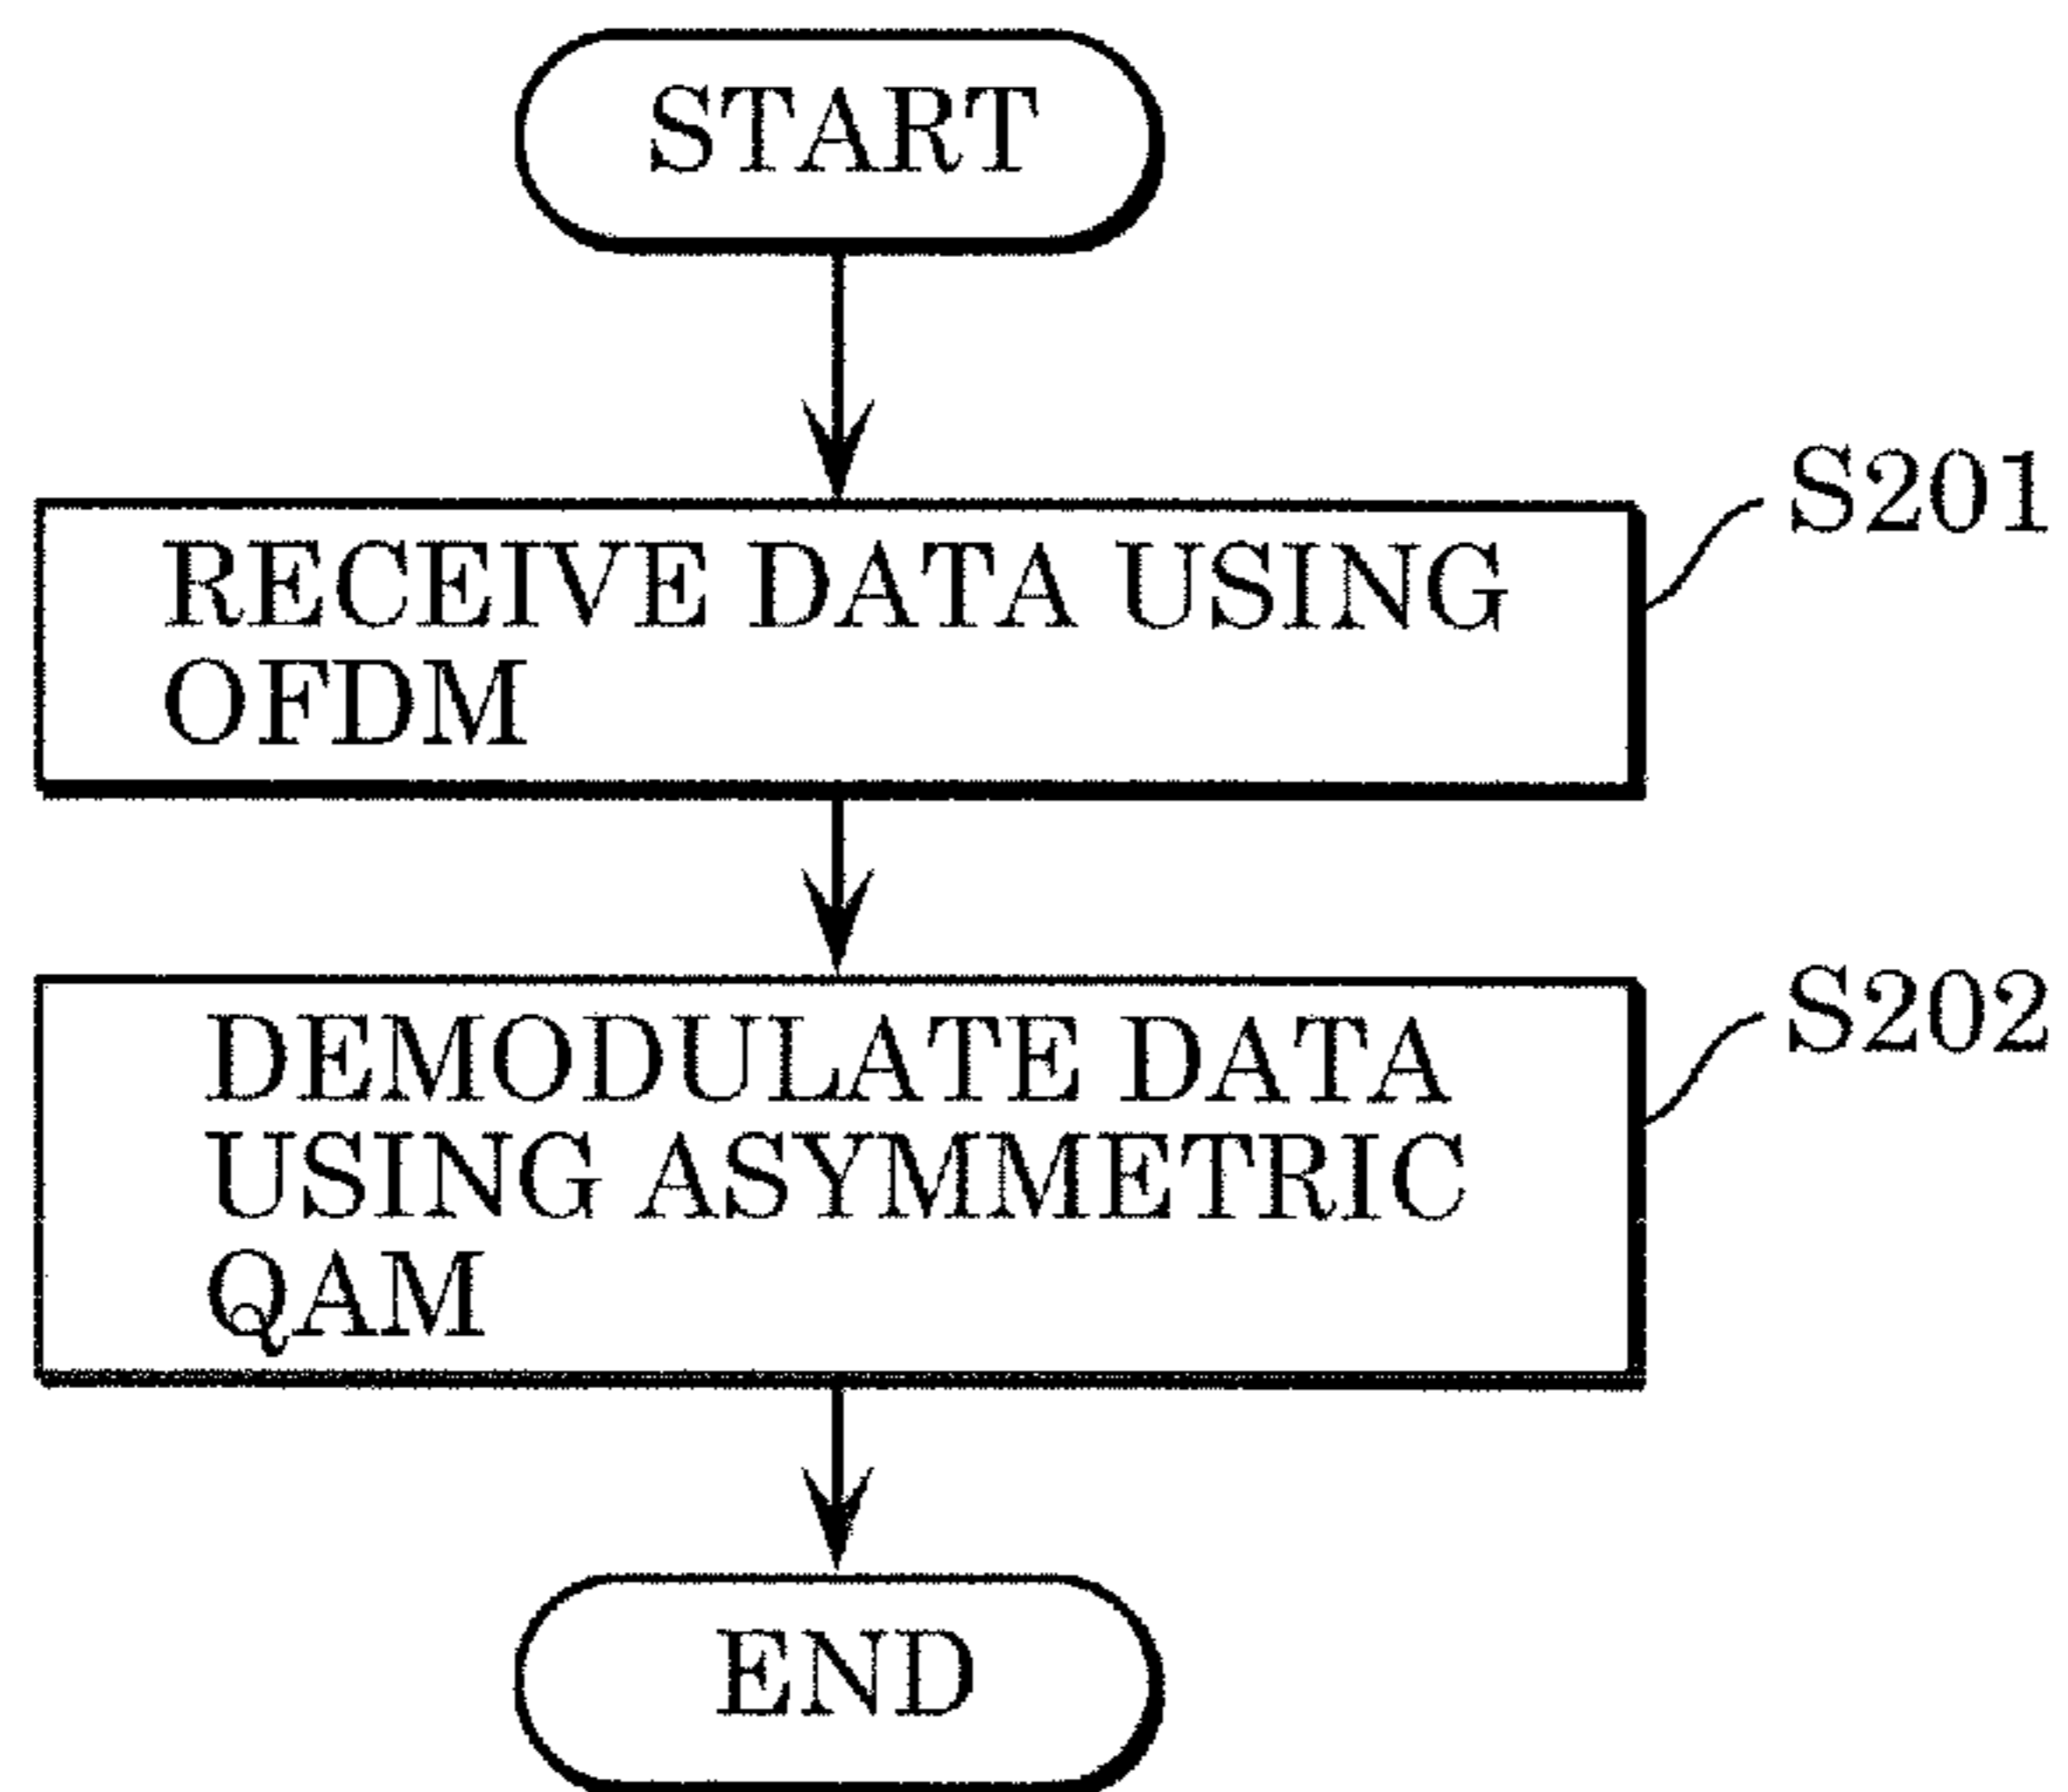 START
S201
RECEIVE DATA USING
OFDM
S202
DEMODULATE DATA
USING ASYMMETRIC
QAM
END